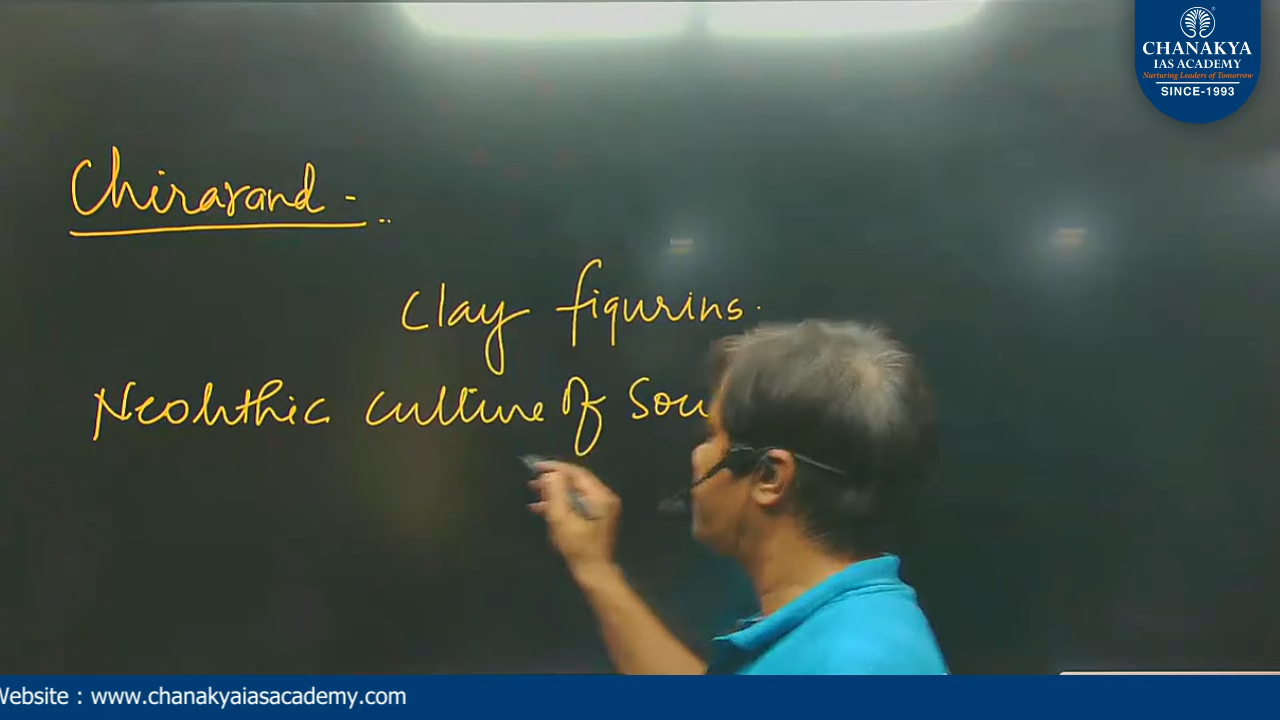 CHANAKYA
IAS ACADEMY
Nurturing Leaders of Tomorrow
SINCE-1993
Chirarand -
Clay figurins.
Neolithic culture of Sou
Website : www.chanakyaiasacademy.com